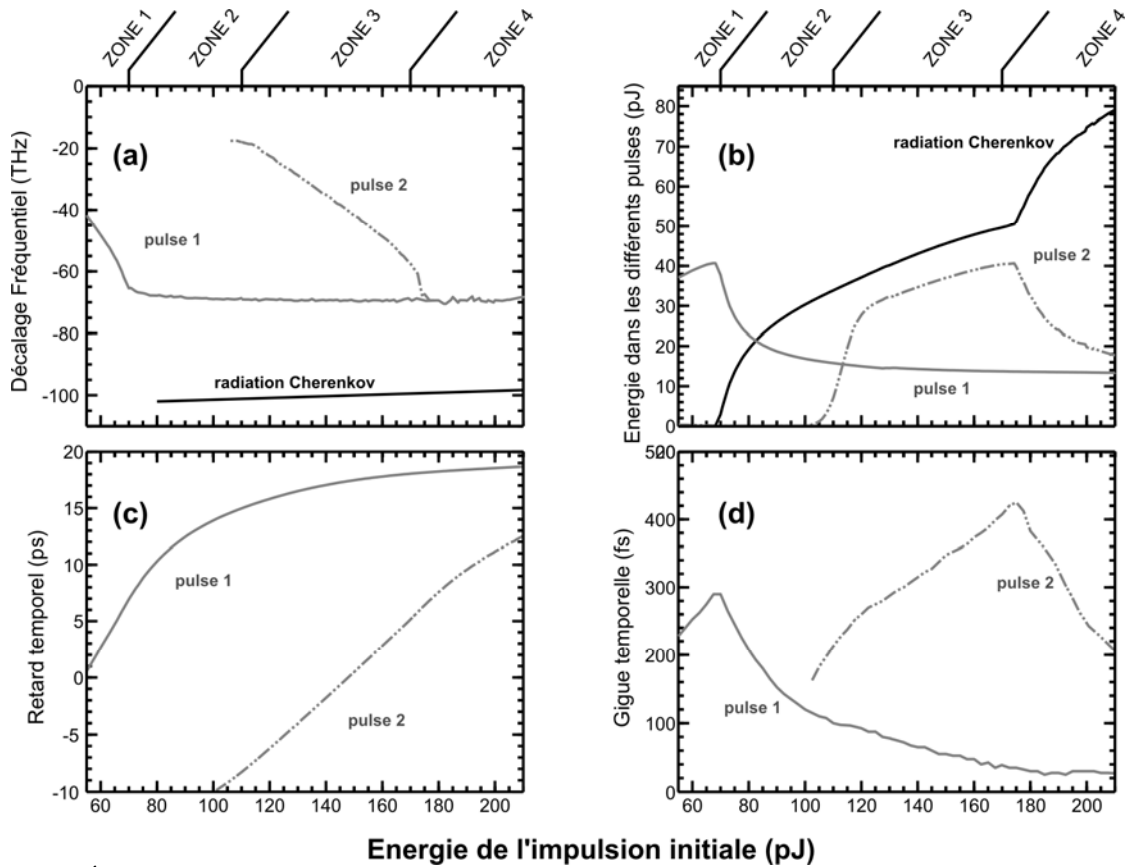 ZONE 1 ZONE 2 ZONE 3 ZONE 4
ZONE 1 ZONE 2 ZONE 3 ZONE 4
Décalage Fréquentiel (THz)
0
-20
-40
-60
-80
-100
(a)
pulse 2
pulse 1
radiation Cherenkov
Energie dans les différents pulses (pJ)
80
70
60
50
40
30
20
10
0
(b)
radiation Cherenkov
pulse 2
pulse 1
Retard temporel (ps)
20
15
10
5
0
-5
-10
(c)
pulse 1
pulse 2
60 80 100 120 140 160 180 200
Gigue temporelle (fs)
500
400
300
200
100
0
(d)
pulse 2
pulse 1
60 80 100 120 140 160 180 200
Energie de l'impulsion initiale (pJ)